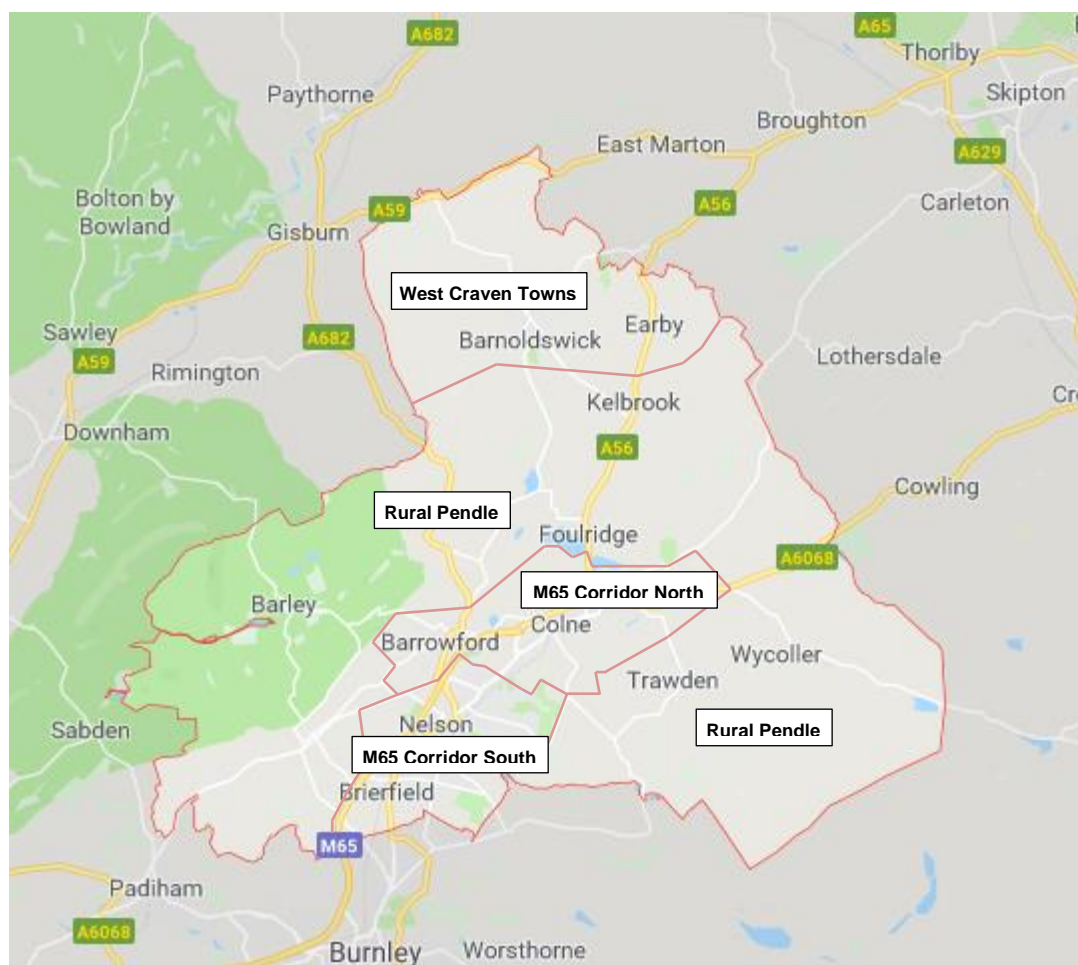 A682
A65
Thorlby
Paythorne
Skipton
Broughton
East Marton
A629
Bolton by
Bowland
A59
A56
Carleton
Gisburn
West Craven Towns
Sawley
Earby
A682
Barnoldswick
A59
Lothersdale
Rimington
Kelbrook
Cr
Downham
A56
Cowling
Rural Pendle
Foulridge
A6068
M65 Corridor North
Barley
Colne
Barrowford
Wycoller
Trawden
Sabden
Nelson
Rural Pendle
M65 Corridor South
Brierfield
M65
Padiham
A6068
Burnley
Worsthorne